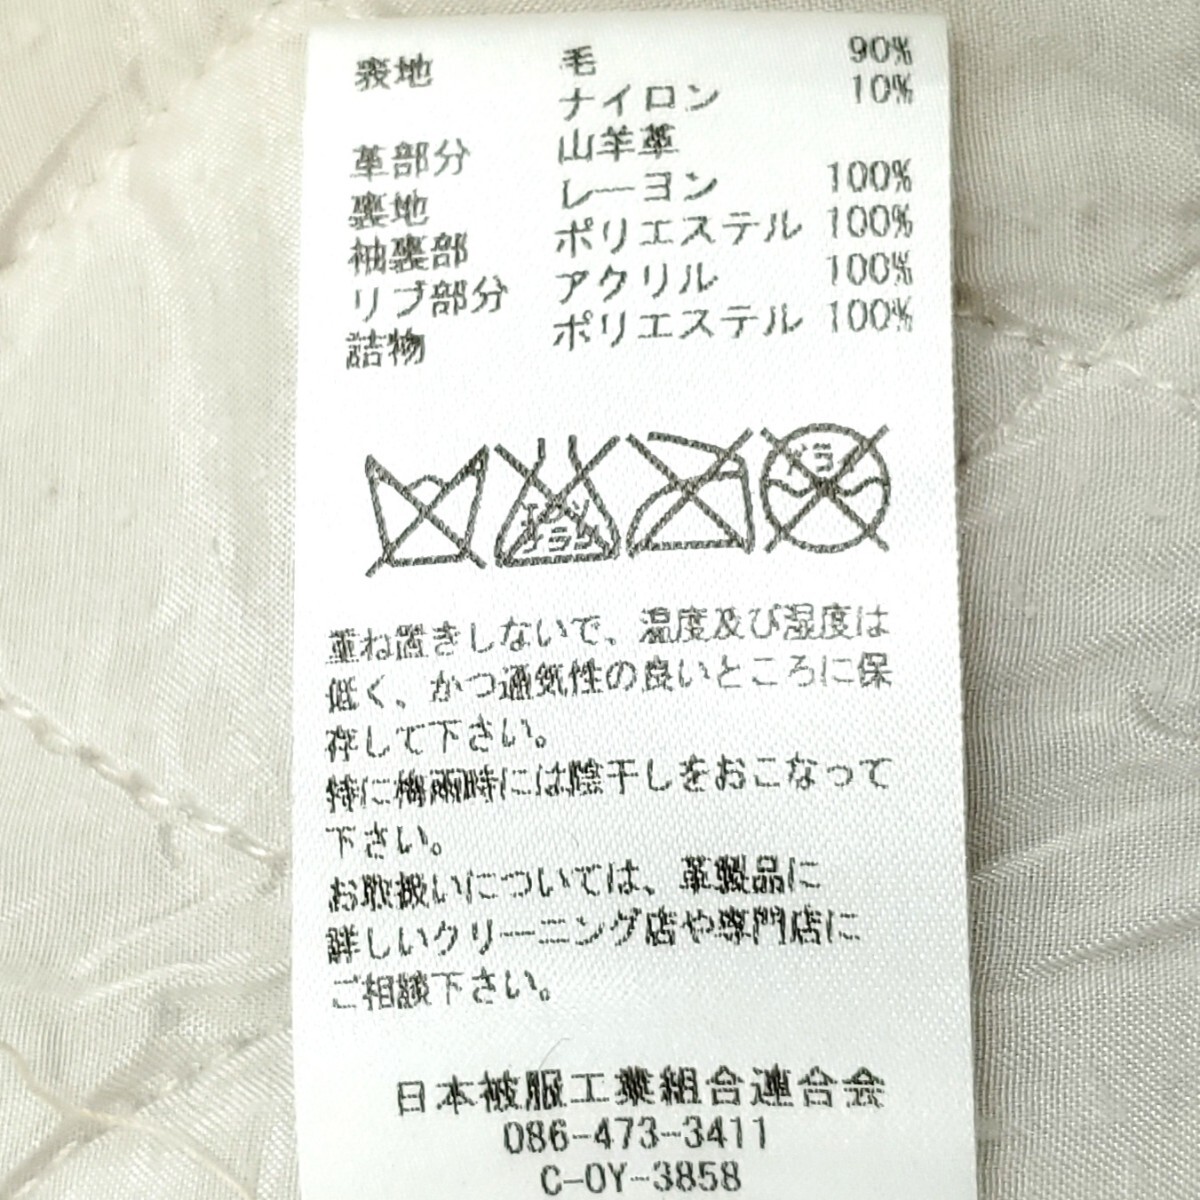 表地 毛 90%
ナイロン 10%
革部分 山羊革
裏地 レーヨン 100%
袖裏部 ポリエステル 100%
リブ部分 アクリル 100%
詰物 ポリエステル 100%
エンソ
サラシ
ドライ
重ね置きしないで、温度及び湿度は
低く、かつ通気性の良いところに保
存して下さい。
特に梅雨時には陰干しをおこなって
下さい。
お取扱いについては、革製品に
詳しいクリーニング店や専門店に
ご相談下さい。
日本被服工業組合連合会
086-473-3411
C-OY-3858